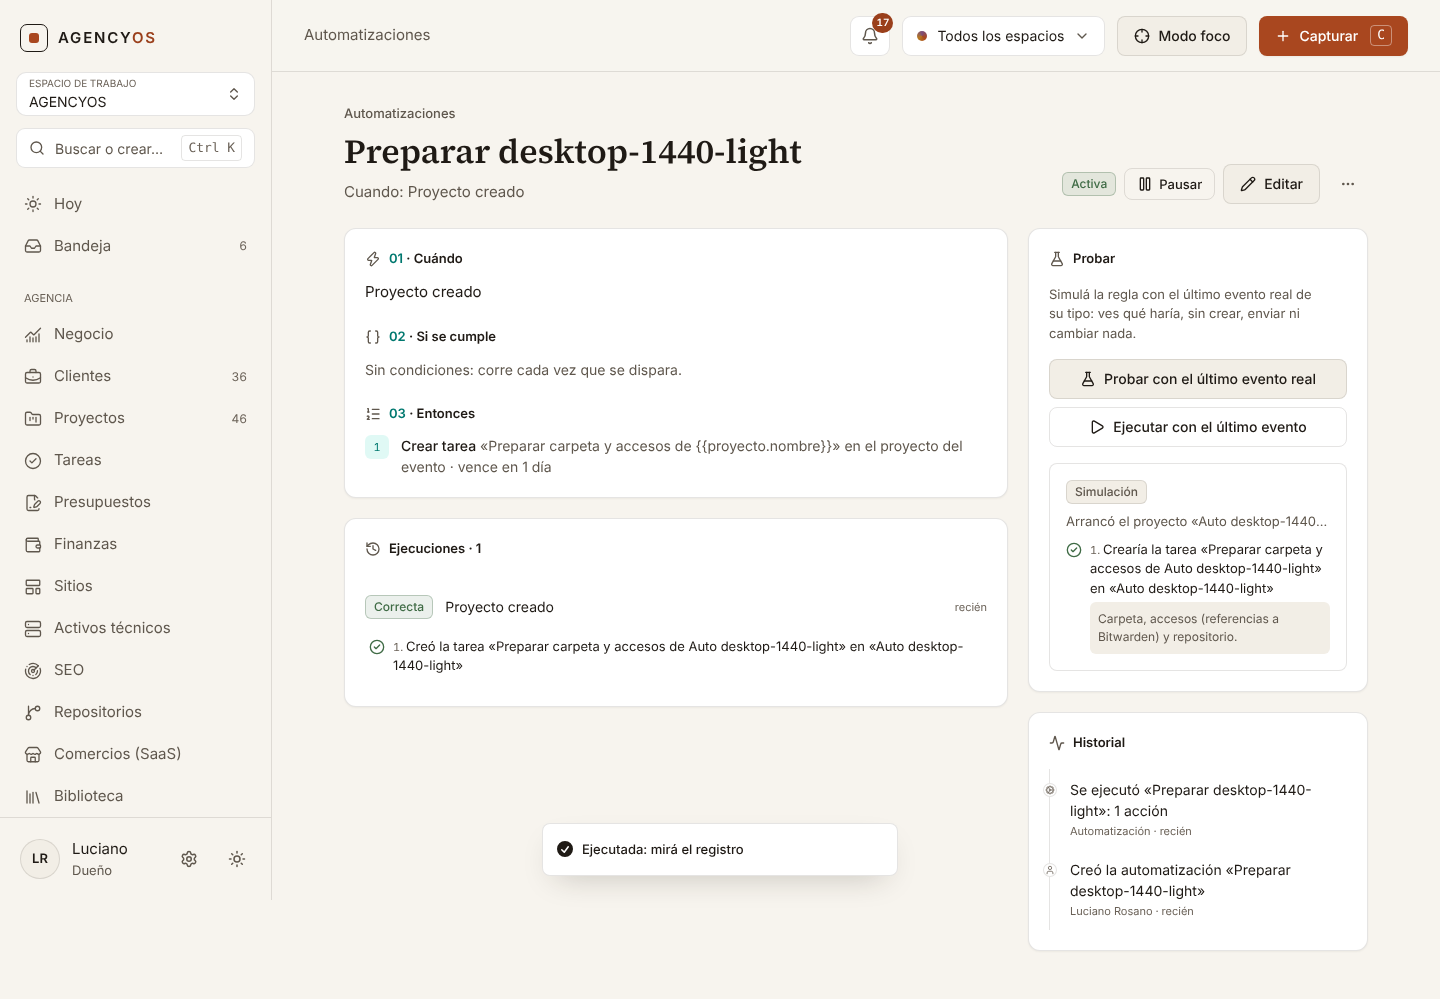 AGENCYOS
ESPACIO DE TRABAJO
AGENCYOS
Buscar o crear...
Ctrl K
Hoy
Bandeja
6
AGENCIA
Negocio
Clientes
36
Proyectos
46
Tareas
Presupuestos
Finanzas
Sitios
Activos técnicos
SEO
Repositorios
Comercios (SaaS)
Biblioteca
LR
Luciano
Dueño
Automatizaciones
17
Todos los espacios
Modo foco
Capturar
C
Automatizaciones
Preparar desktop-1440-light
Cuando: Proyecto creado
Activa
Pausar
Editar
01 · Cuándo
Proyecto creado
02 · Si se cumple
Sin condiciones: corre cada vez que se dispara.
03 · Entonces
1
Crear tarea «Preparar carpeta y accesos de {{proyecto.nombre}}» en el proyecto del
evento · vence en 1 día
Ejecuciones · 1
Correcta
Proyecto creado
recién
1. Creó la tarea «Preparar carpeta y accesos de Auto desktop-1440-light» en «Auto desktop-
1440-light»
Probar
Simulá la regla con el último evento real de
su tipo: ves qué haría, sin crear, enviar ni
cambiar nada.
Probar con el último evento real
Ejecutar con el último evento
Simulación
Arrancó el proyecto «Auto desktop-1440...
1. Crearía la tarea «Preparar carpeta y
accesos de Auto desktop-1440-light»
en «Auto desktop-1440-light»
Carpeta, accesos (referencias a
Bitwarden) y repositorio.
Historial
Se ejecutó «Preparar desktop-1440-
light»: 1 acción
Automatización · recién
Creó la automatización «Preparar
desktop-1440-light»
Luciano Rosano · recién
Ejecutada: mirá el registro